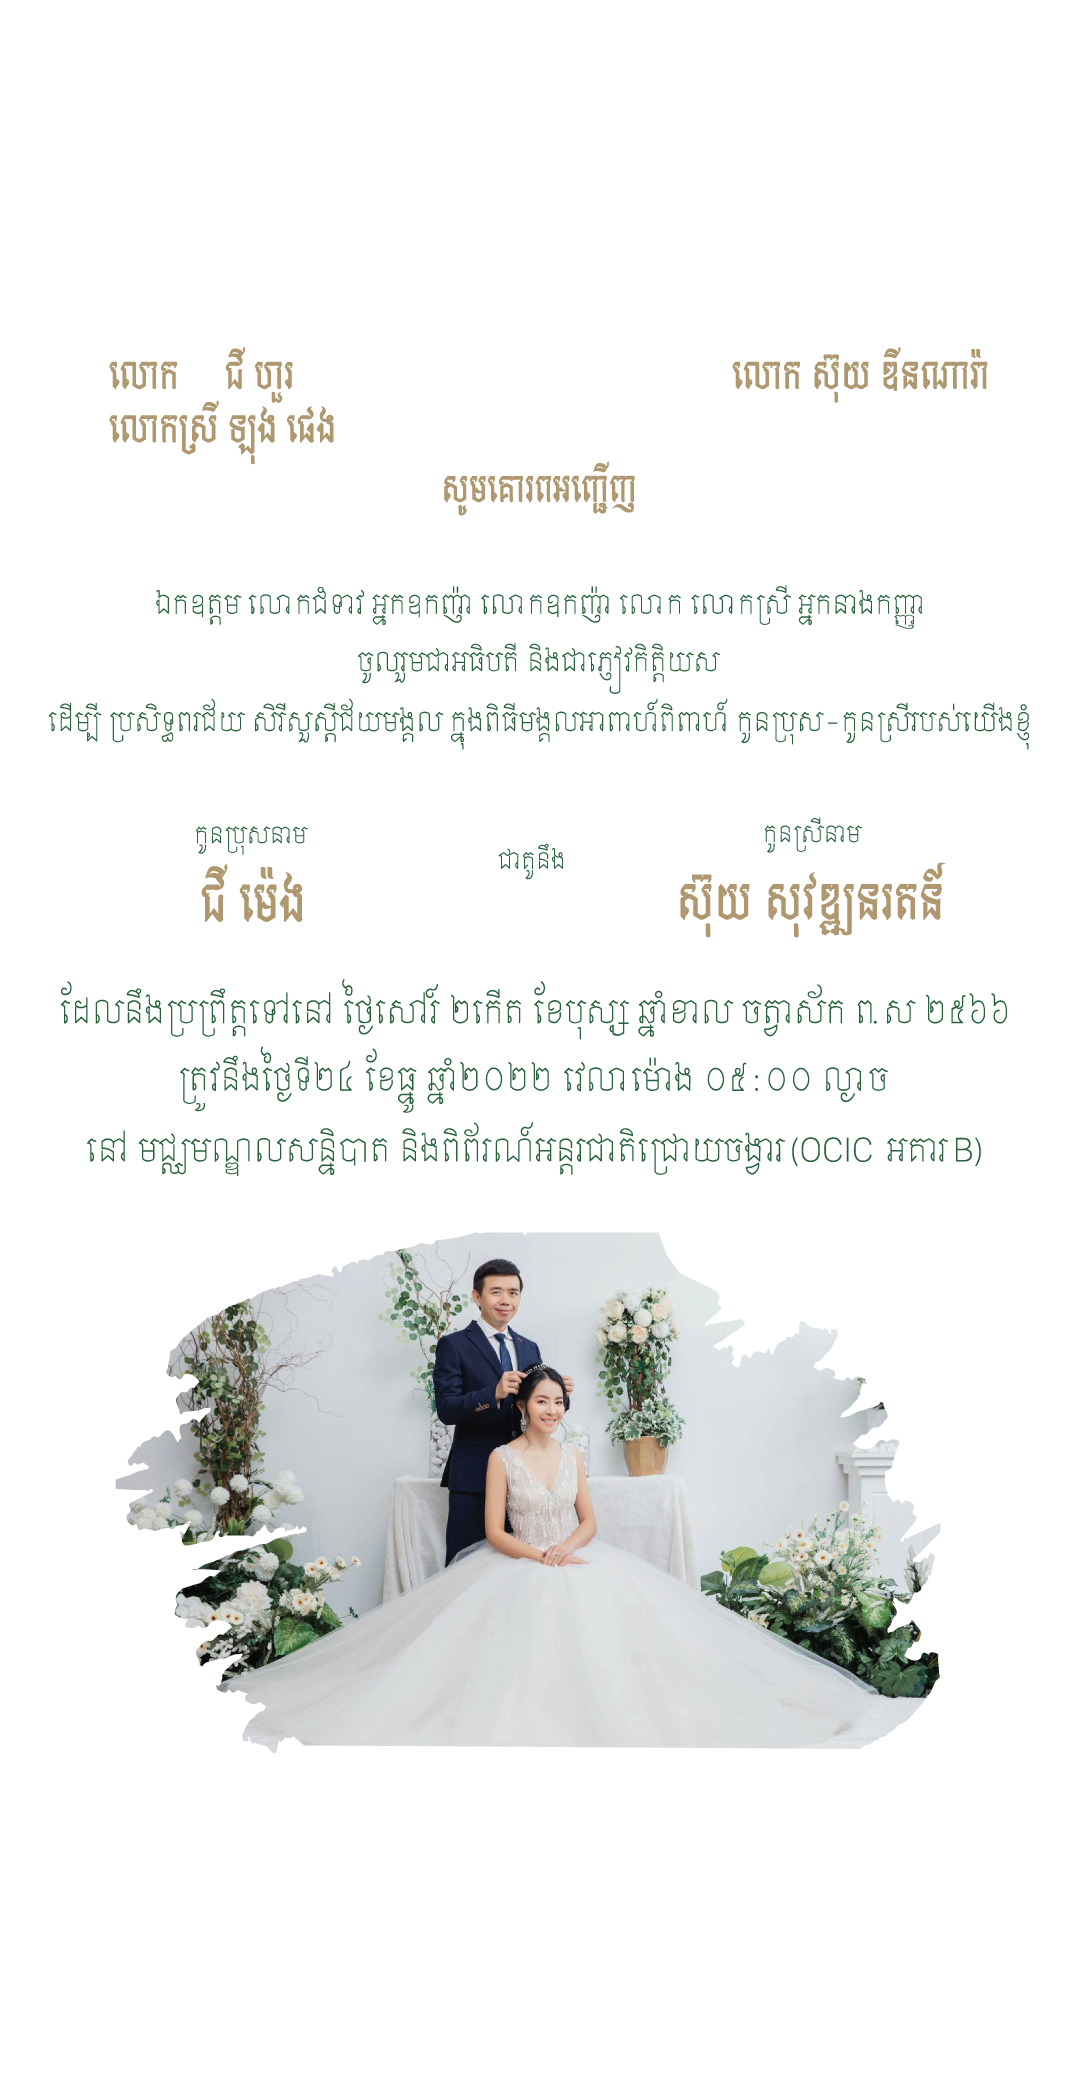 លោក ជី ហួរ លោក ស៊ុយ ឌីនណារ៉ា
លោកស្រី ឡុង ផេង
សូមគោរពអញ្ជើញ
ឯកឧត្តម លោកជំទាវ អ្នកឧកញ៉ា លោកឧកញ៉ា លោក លោកស្រី អ្នកនាងកញ្ញា
ចូលរួមជាអធិបតី និងជាភ្ញៀវកិត្តិយស
ដើម្បី ប្រសិទ្ធពរជ័យ សិរីសួស្តីជ័យមង្គល ក្នុងពិធីមង្គលអាពាហ៍ពិពាហ៍ កូនប្រុស-កូនស្រីរបស់យើងខ្ញុំ
កូនប្រុសនាម ជាគូនឹង កូនស្រីនាម
ជី ម៉េង ស៊ុយ សុវឌ្ឍនរតន៍
ដែលនឹងប្រព្រឹត្តទៅនៅ ថ្ងៃសៅរ៍ ២កើត ខែបុស្ស ឆ្នាំខាល ចត្វាស័ក ព.ស ២៥៦៦
ត្រូវនឹងថ្ងៃទី២៤ ខែធ្នូ ឆ្នាំ២០២២ វេលាម៉ោង ០៥:០០ ល្ងាច
នៅ មជ្ឈមណ្ឌលសន្និបាត និងពិព័រណ៍អន្តរជាតិជ្រោយចង្វារ (OCIC អគារ B)